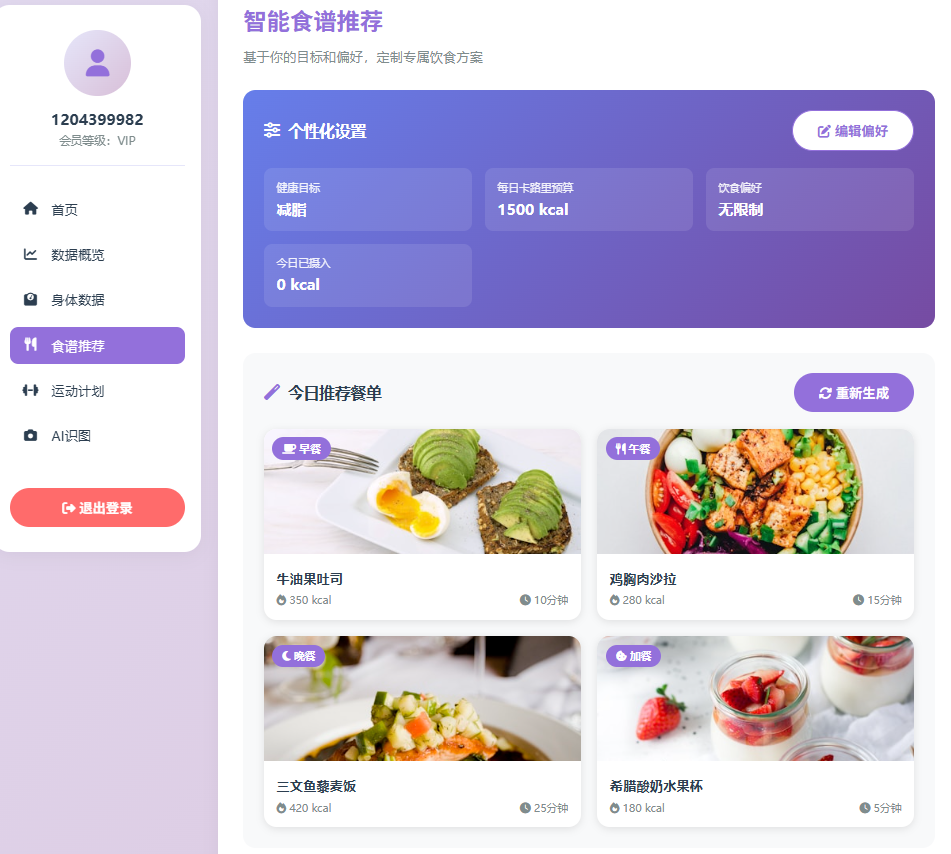 1204399982
会员等级：VIP
首页
数据概览
身体数据
食谱推荐
运动计划
AI识图
退出登录
智能食谱推荐
基于你的目标和偏好，定制专属饮食方案
个性化设置
编辑偏好
健康目标
减脂
每日卡路里预算
1500 kcal
饮食偏好
无限制
今日已摄入
0 kcal
今日推荐餐单
重新生成
早餐
牛油果吐司
350 kcal
10分钟
午餐
鸡胸肉沙拉
280 kcal
15分钟
晚餐
三文鱼藜麦饭
420 kcal
25分钟
加餐
希腊酸奶水果杯
180 kcal
5分钟